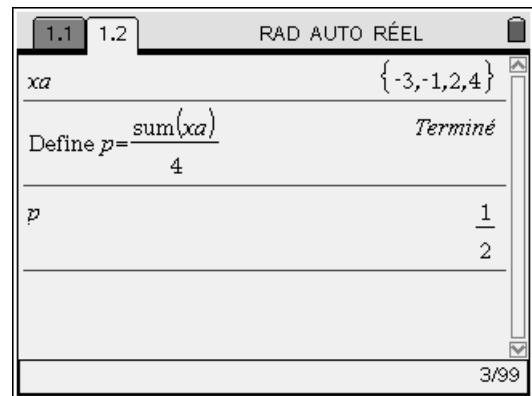 1.1 1.2 RAD AUTO RÉEL
xa {-3,-1,2,4}
Define p=sum(xa)/4 Terminé
p 1/2
3/99